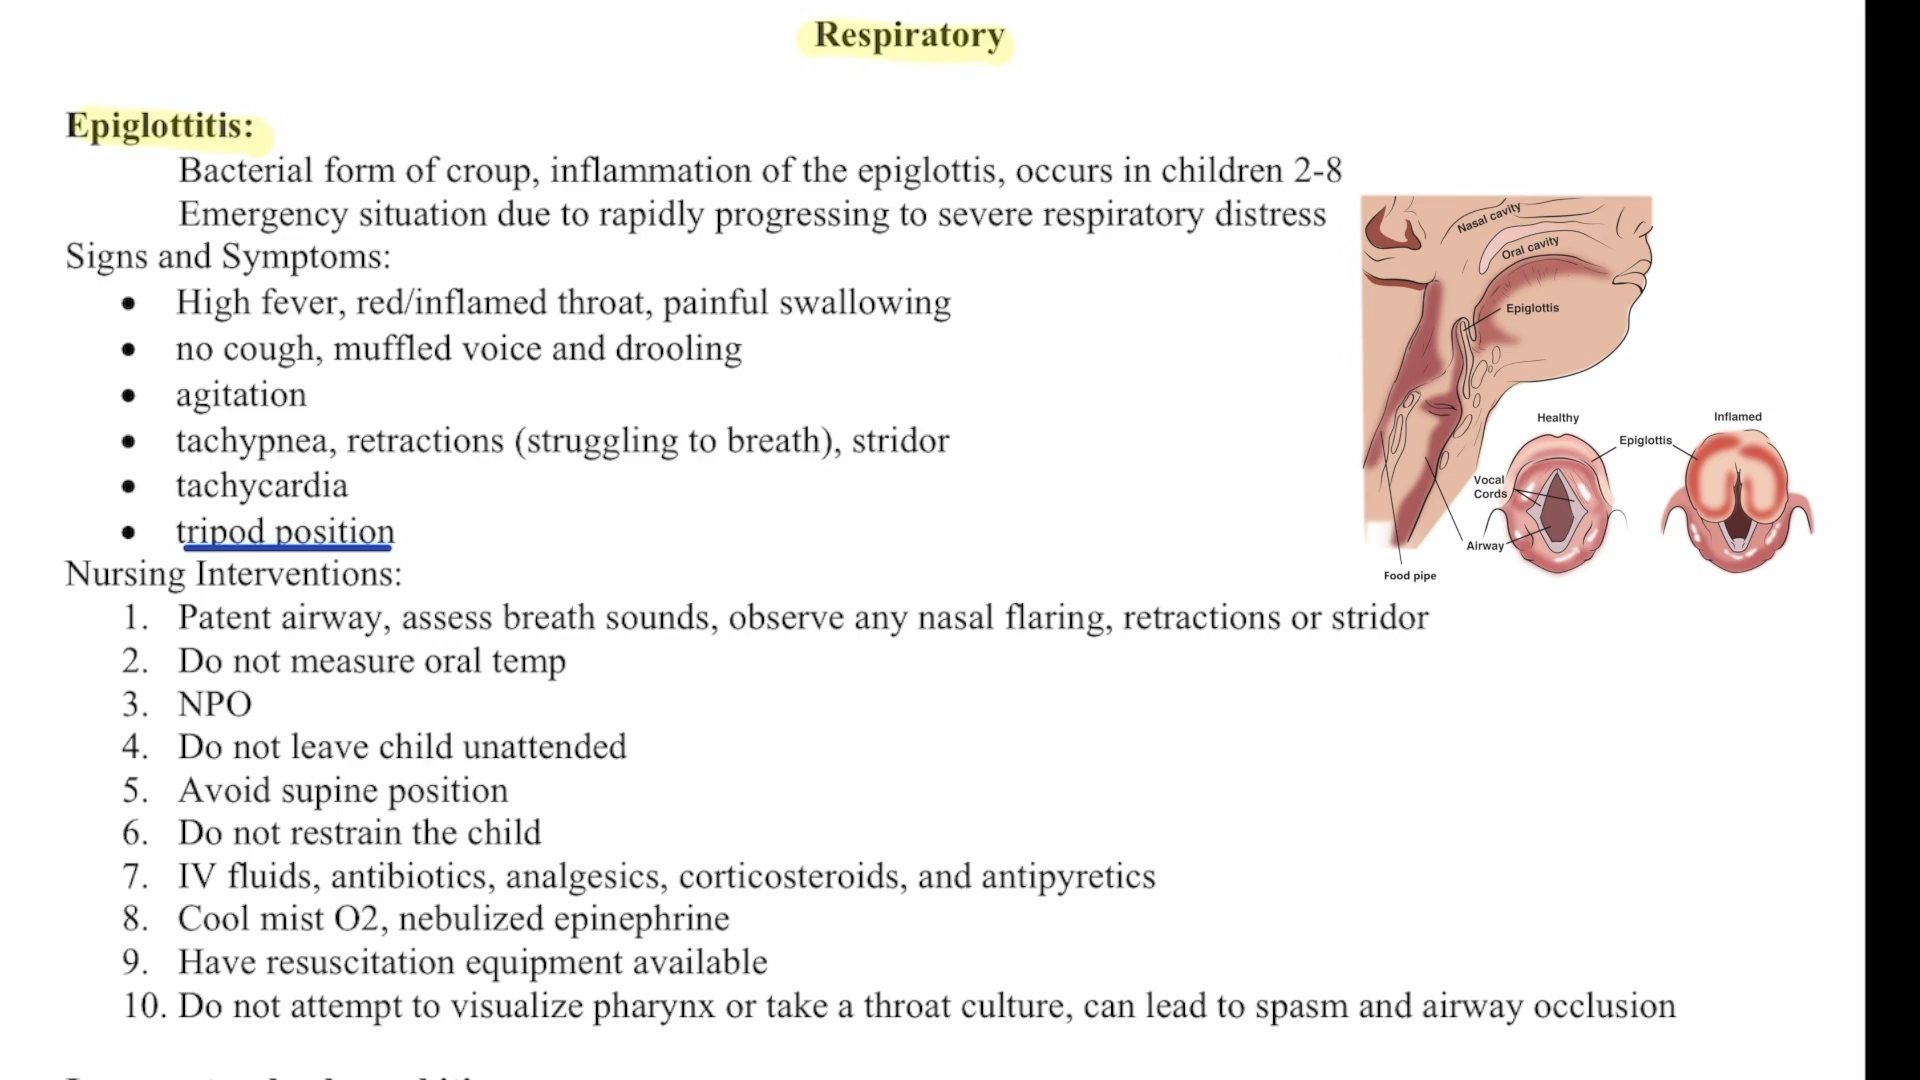 Respiratory
Epiglottitis:
Bacterial form of croup, inflammation of the epiglottis, occurs in children 2-8
Emergency situation due to rapidly progressing to severe respiratory distress
Signs and Symptoms:
• High fever, red/inflamed throat, painful swallowing
• no cough, muffled voice and drooling
• agitation
• tachypnea, retractions (struggling to breath), stridor
• tachycardia
• tripod position
Nasal cavity
Oral cavity
Epiglottis
Healthy
Inflamed
Epiglottis
Vocal
Cords
Airway
Food pipe
Nursing Interventions:
1. Patent airway, assess breath sounds, observe any nasal flaring, retractions or stridor
2. Do not measure oral temp
3. NPO
4. Do not leave child unattended
5. Avoid supine position
6. Do not restrain the child
7. IV fluids, antibiotics, analgesics, corticosteroids, and antipyretics
8. Cool mist O2, nebulized epinephrine
9. Have resuscitation equipment available
10. Do not attempt to visualize pharynx or take a throat culture, can lead to spasm and airway occlusion